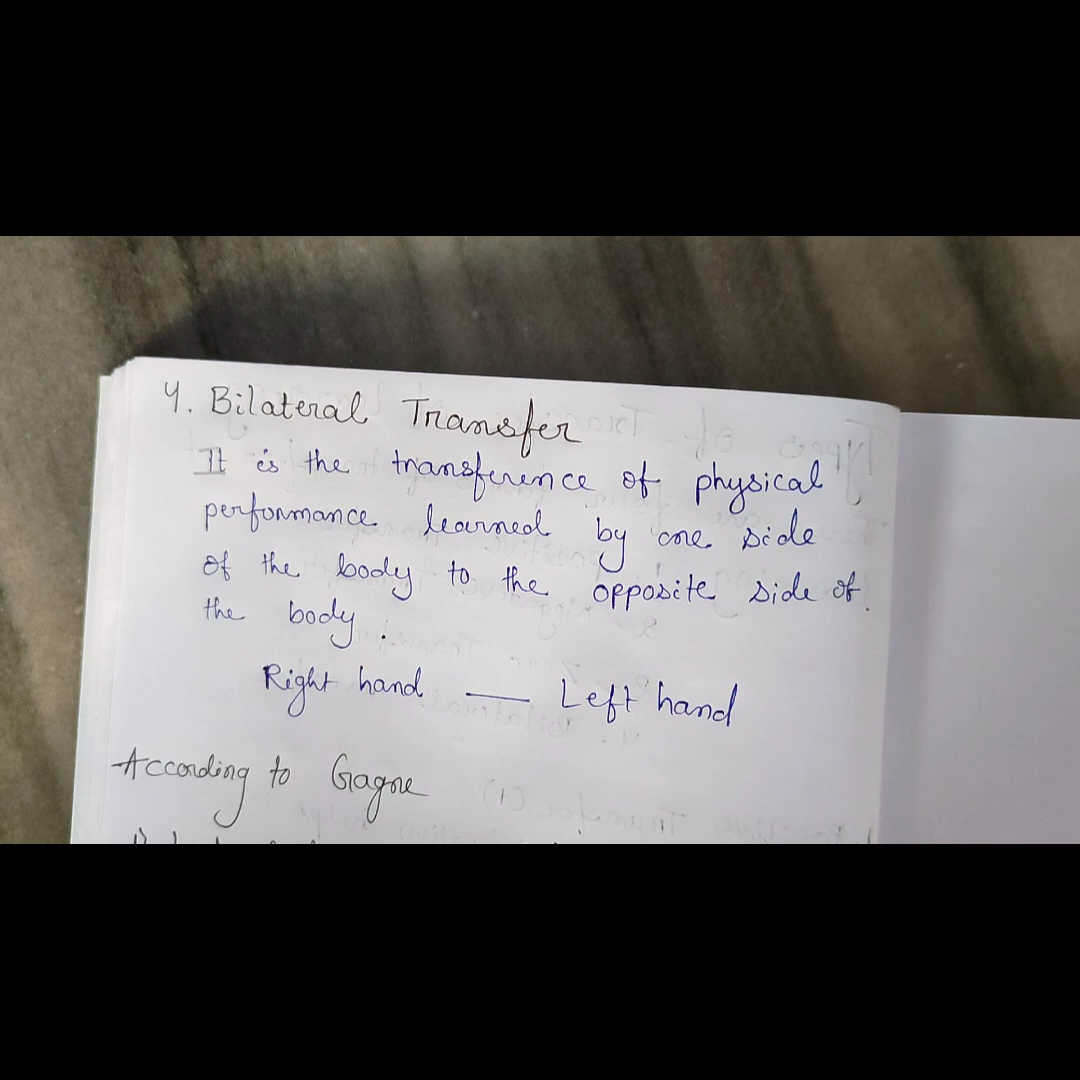 4. Bilateral Transfer
It is the transference of physical
performance learned by one side
of the body to the opposite side of
the body.
Right hand — Left hand
According to Gagne